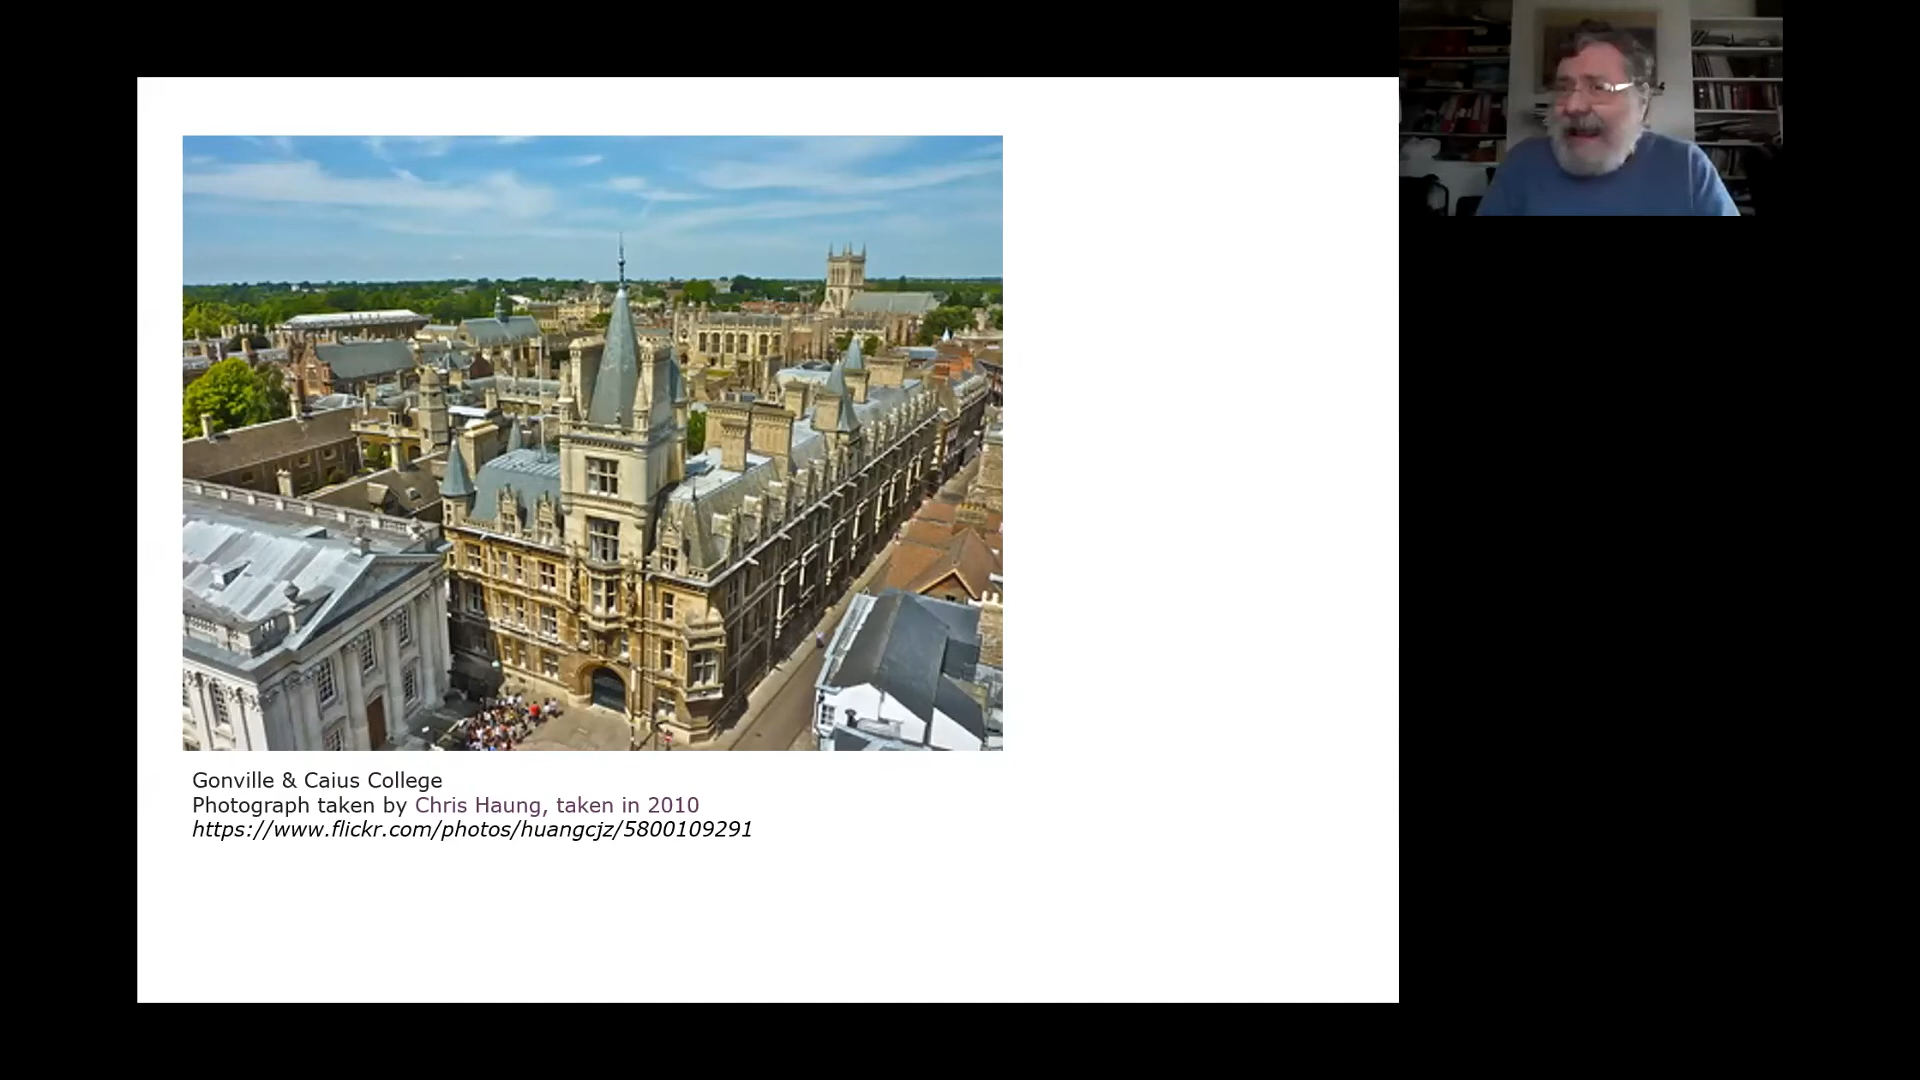 Gonville & Caius College
Photograph taken by Chris Haung, taken in 2010
https://www.flickr.com/photos/huangcjz/5800109291